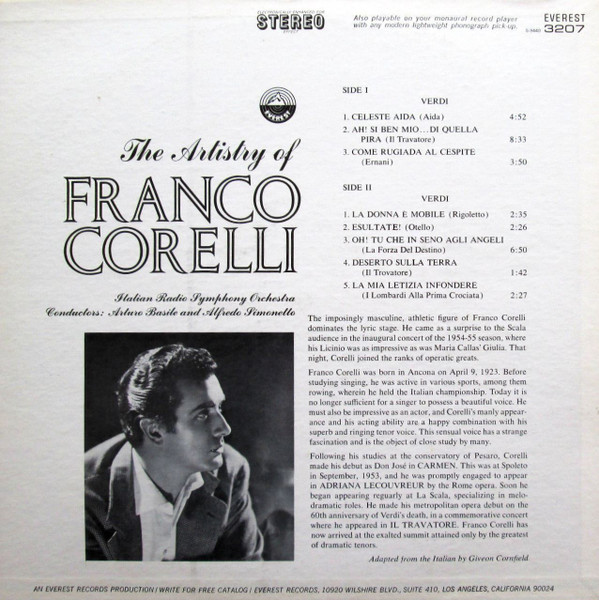 ELECTRONICALLY ENHANCED FOR
STEREO
EFFECT
Also playable on your monaural record player
with any modern lightweight phonograph pick-up.
EVEREST
3207
EVEREST
The Artistry of
FRANCO
CORELLI
Italian Radio Symphony Orchestra
Conductors: Arturo Basile and Alfredo Simonetto
SIDE I
VERDI
1. CELESTE AIDA (Aida) 4:52
2. AH! SI BEN MIO...DI QUELLA
PIRA (Il Travatore) 8:33
3. COME RUGIADA AL CESPITE
(Ernani) 3:50
SIDE II
VERDI
1. LA DONNA E MOBILE (Rigoletto) 2:35
2. ESULTATE! (Otello) 2:26
3. OH! TU CHE IN SENO AGLI ANGELI
(La Forza Del Destino) 6:50
4. DESERTO SULLA TERRA
(Il Trovatore) 1:42
5. LA MIA LETIZIA INFONDERE
(I Lombardi Alla Prima Crociata) 2:27
The imposingly masculine, athletic figure of Franco Corelli
dominates the lyric stage. He came as a surprise to the Scala
audience in the inaugural concert of the 1954-55 season, where
his Licinio was as impressive as was Maria Callas' Giulia. That
night, Corelli joined the ranks of operatic greats.
Franco Corelli was born in Ancona on April 9, 1923. Before
studying singing, he was active in various sports, among them
rowing, wherein he held the Italian championship. Today it is
no longer sufficient for a singer to possess a beautiful voice. He
must also be impressive as an actor, and Corelli's manly appear-
ance and his acting ability are a happy combination with his
superb and ringing tenor voice. This sensual voice has a strange
fascination and is the object of close study by many.
Following his studies at the conservatory of Pesaro, Corelli
made his debut as Don José in CARMEN. This was at Spoleto
in September, 1953, and he was promptly engaged to appear
in ADRIANA LECOUVREUR by the Rome opera. Soon he
began appearing reguarly at La Scala, specializing in melo-
dramatic roles. He made his metropolitan debut on the
60th anniversary of Verdi's death, in a commemorative concert
where he appeared in IL TRAVATORE. Franco Corelli has
now arrived at the exalted summit attained only by the greatest
of dramatic tenors.
Adapted from the Italian by Giveon Cornfield.
AN EVEREST RECORDS PRODUCTION / WRITE FOR FREE CATALOG / EVEREST RECORDS, 10920 WILSHIRE BLVD., SUITE 410, LOS ANGELES, CALIFORNIA 90024